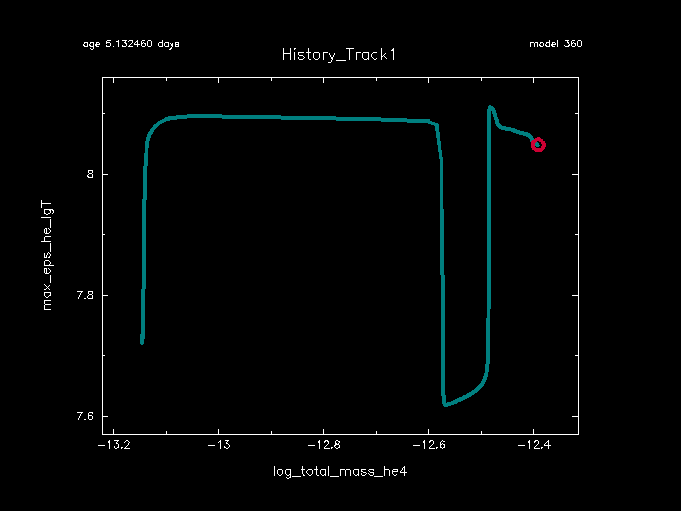 age 5.132460 days
model 360
History_Track1
8
7.8
7.6
max_eps_he_lgT
−13.2
−13
−12.8
−12.6
−12.4
log_total_mass_he4